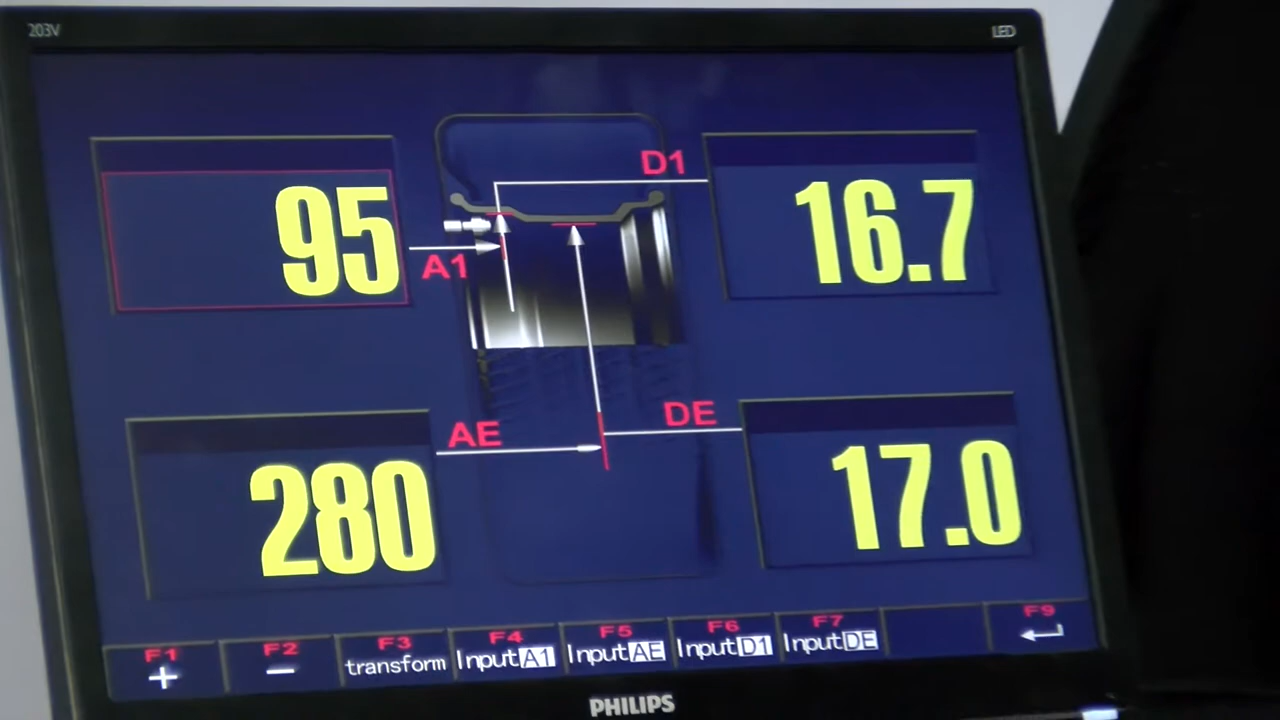 203V
LED
D1
95
16.7
A1
AE
DE
280
17.0
F1
F2
F3
F4
F5
F6
F7
F9
+
−
transform
InputA1
InputAE
InputD1
InputDE
PHILIPS